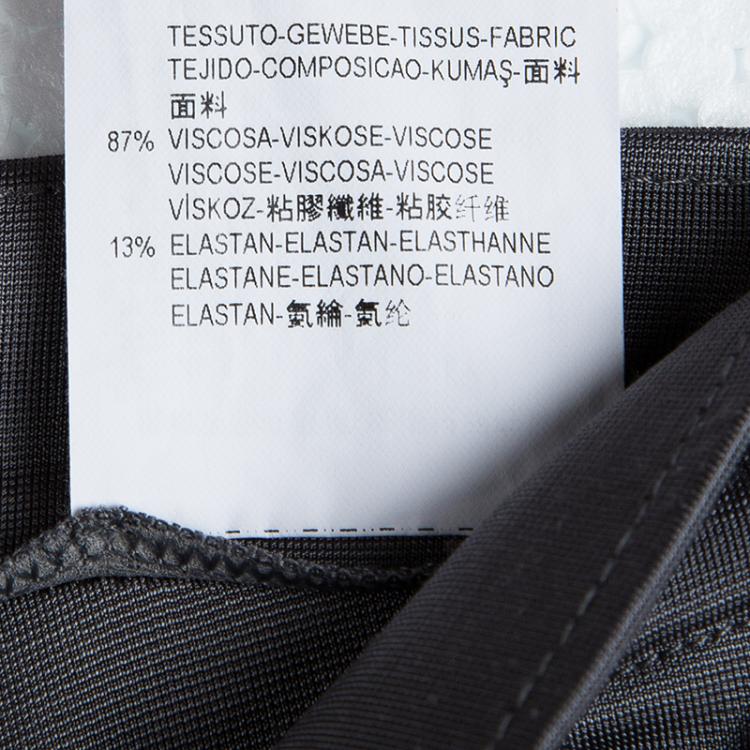 TESSUTO-GEWEBE-TISSUS-FABRIC
TEJIDO-COMPOSICAO-KUMAŞ-面料
面料
87% VISCOSA-VISKOSE-VISCOSE
VISCOSE-VISCOSA-VISCOSE
VİSKOZ-粘膠纖維-粘胶纤维
13% ELASTAN-ELASTAN-ELASTHANNE
ELASTANE-ELASTANO-ELASTANO
ELASTAN-氨綸-氨纶